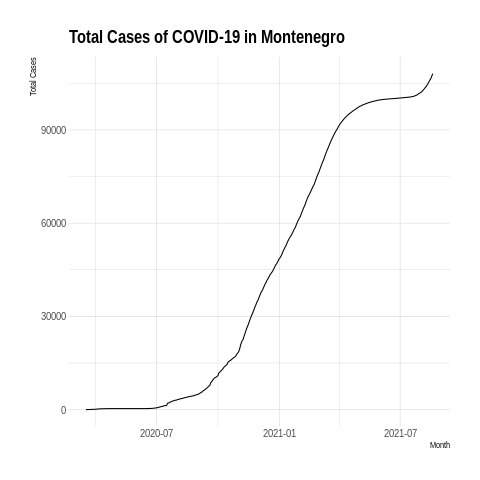 Total Cases of COVID-19 in Montenegro
Total Cases
90000
60000
30000
0
2020-07
2021-01
2021-07
Month